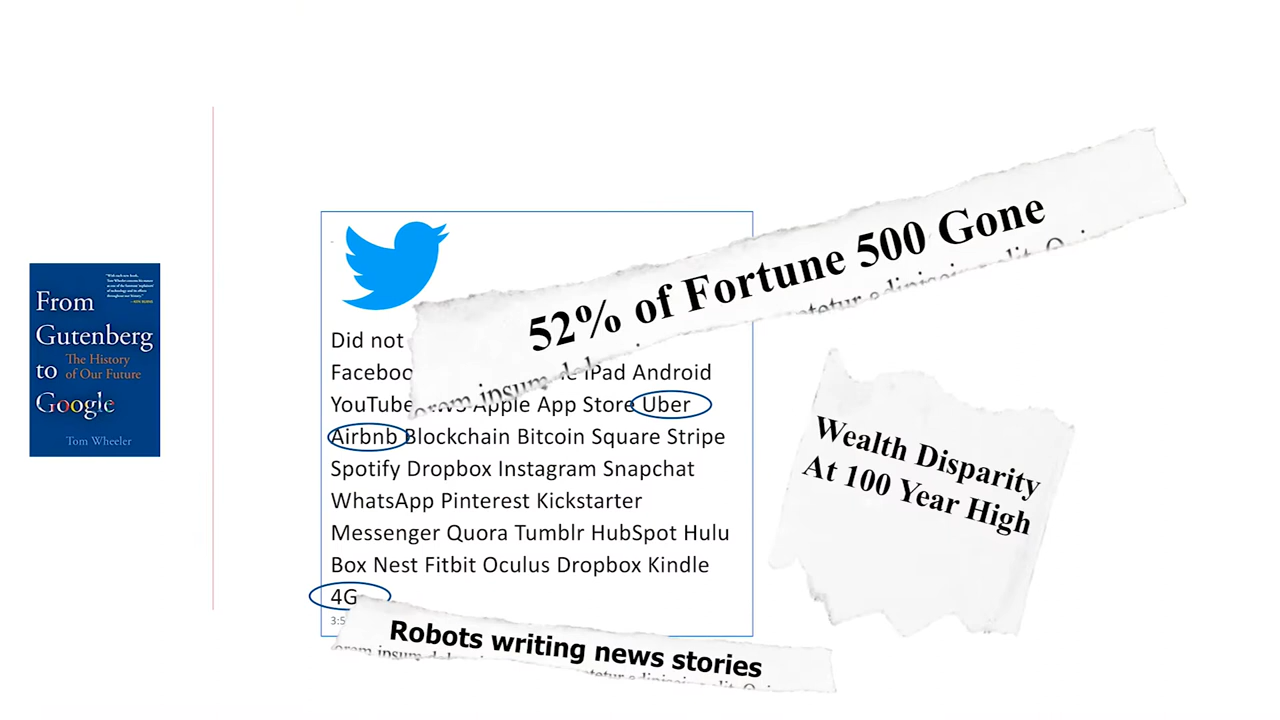 From
Gutenberg
to The History
of Our Future
Google
Tom Wheeler
52% of Fortune 500 Gone
Did not
iPad Android
YouTube Apple App Store Uber
Airbnb Blockchain Bitcoin Square Stripe
Spotify Dropbox Instagram Snapchat
WhatsApp Pinterest Kickstarter
Messenger Quora Tumblr HubSpot Hulu
Box Nest Fitbit Oculus Dropbox Kindle
4G
Wealth Disparity
At 100 Year High
Robots writing news stories